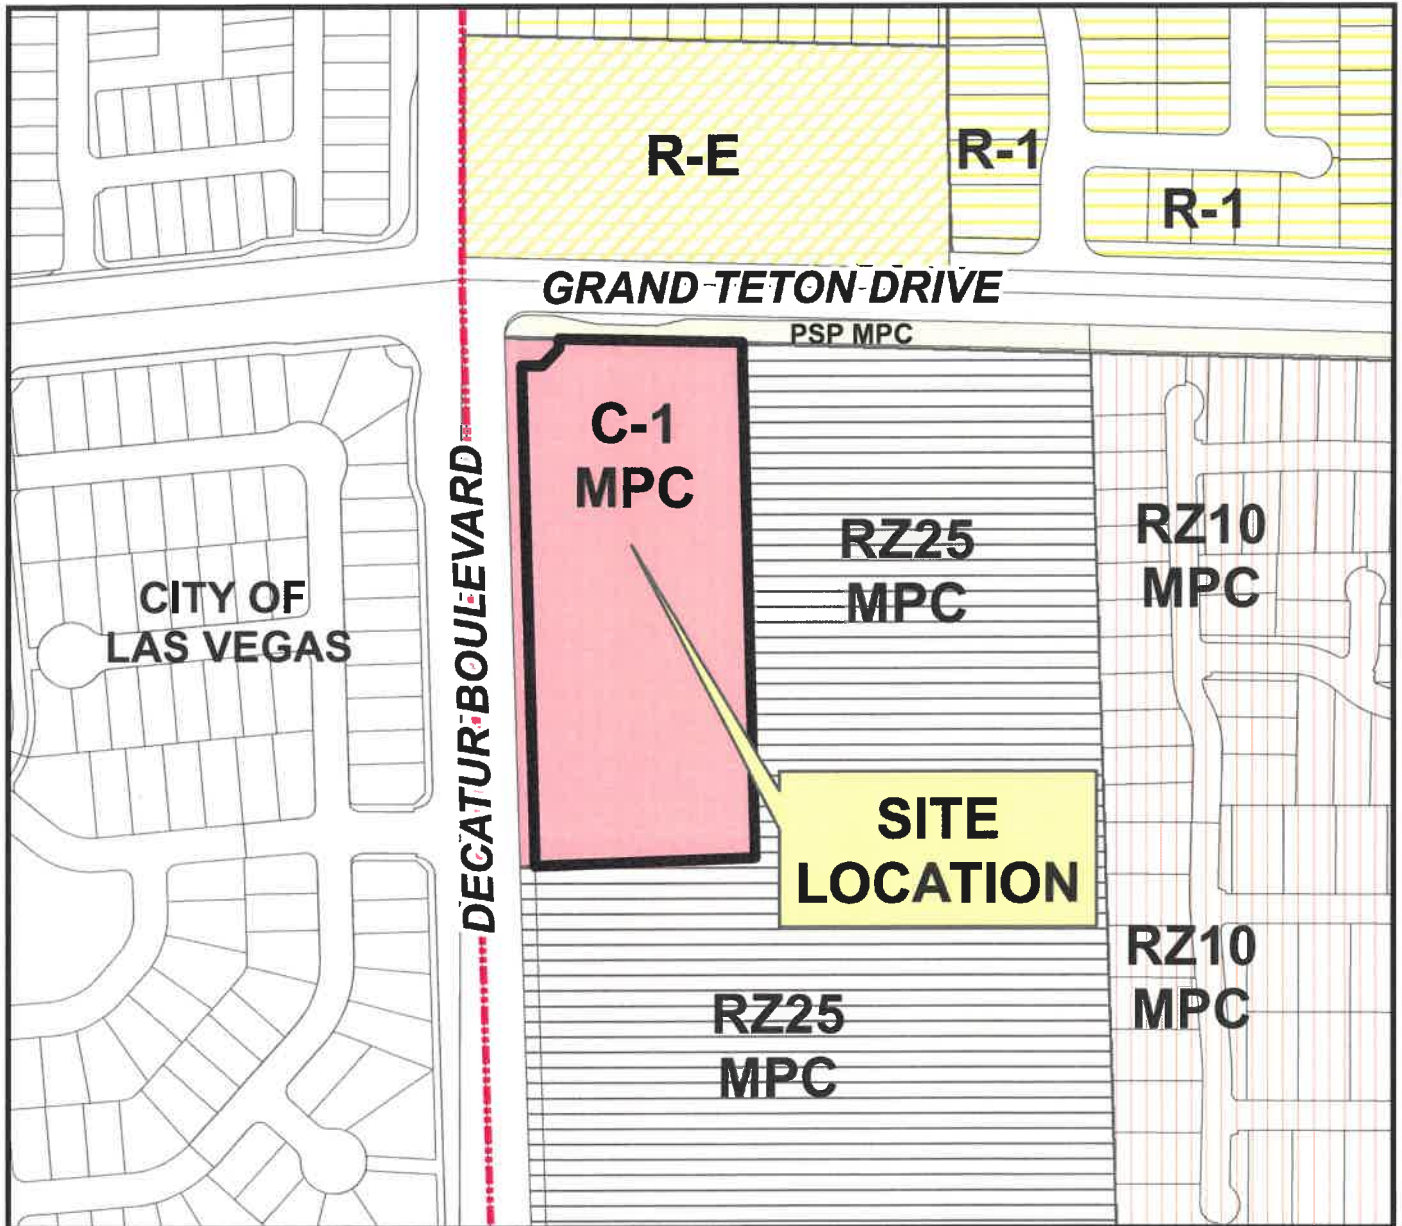 R-E
R-1
R-1
GRAND TETON DRIVE
PSP MPC
C-1
MPC
DECATUR BOULEVARD
RZ25
MPC
RZ10
MPC
CITY OF
LAS VEGAS
SITE
LOCATION
RZ10
MPC
RZ25
MPC